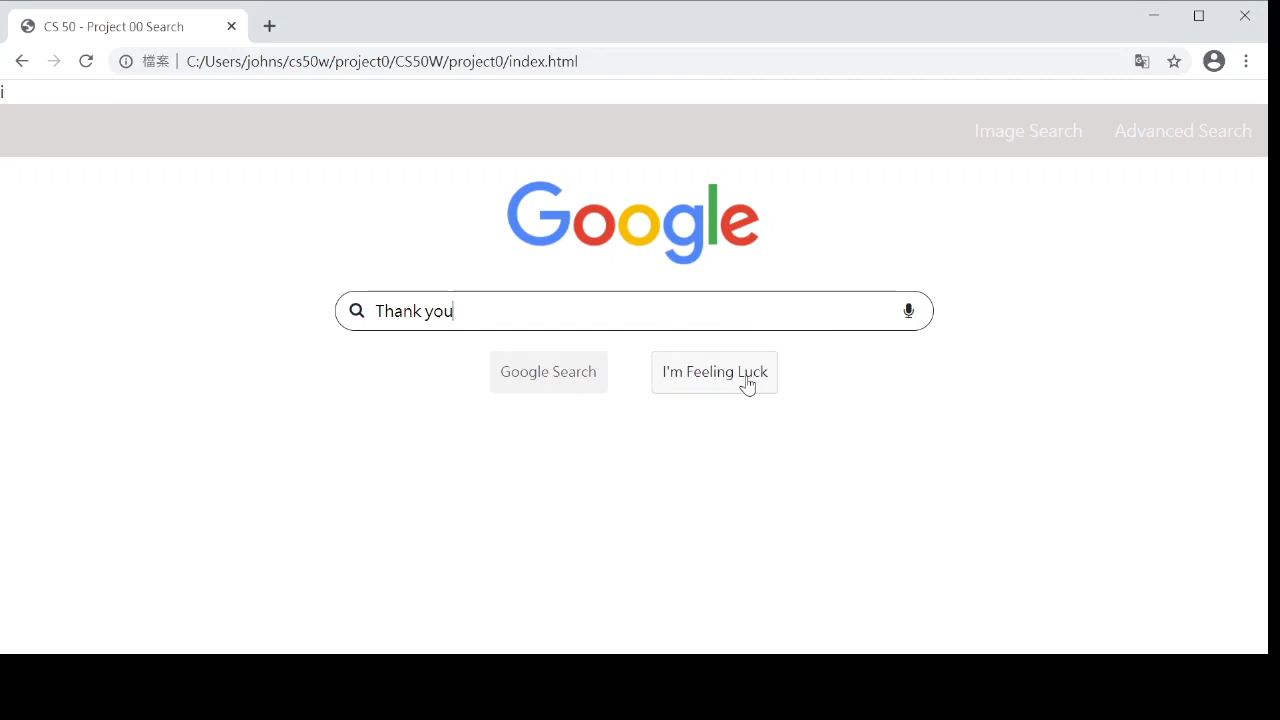 CS 50 - Project 00 Search
檔案 C:/Users/johns/cs50w/project0/CS50W/project0/index.html
i
Image Search Advanced Search
Google
Thank you
Google Search I'm Feeling Luck